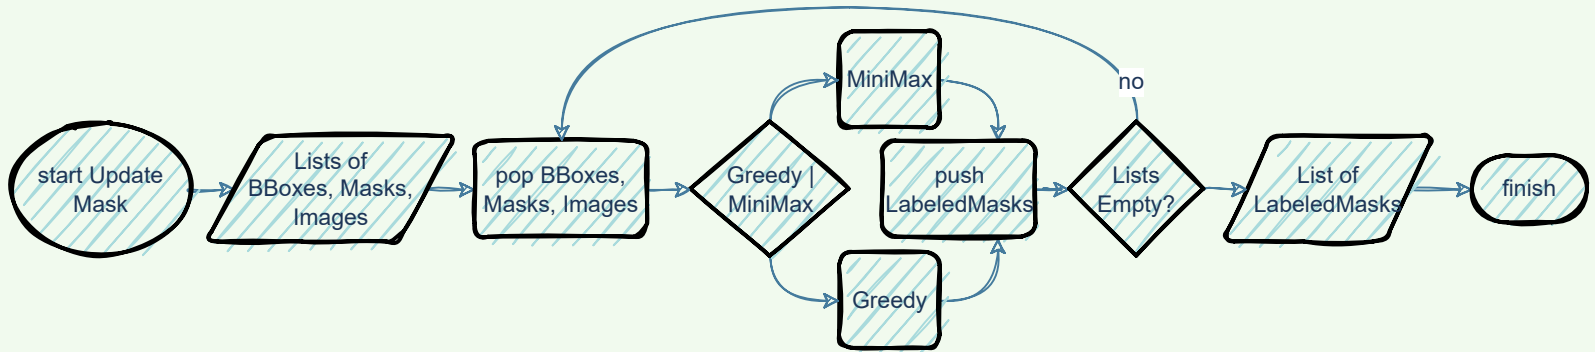 start Update
Mask
Lists of
BBoxes, Masks,
Images
pop BBoxes,
Masks, Images
Greedy |
MiniMax
MiniMax
Greedy
push
LabeledMasks
Lists
Empty?
no
List of
LabeledMasks
finish